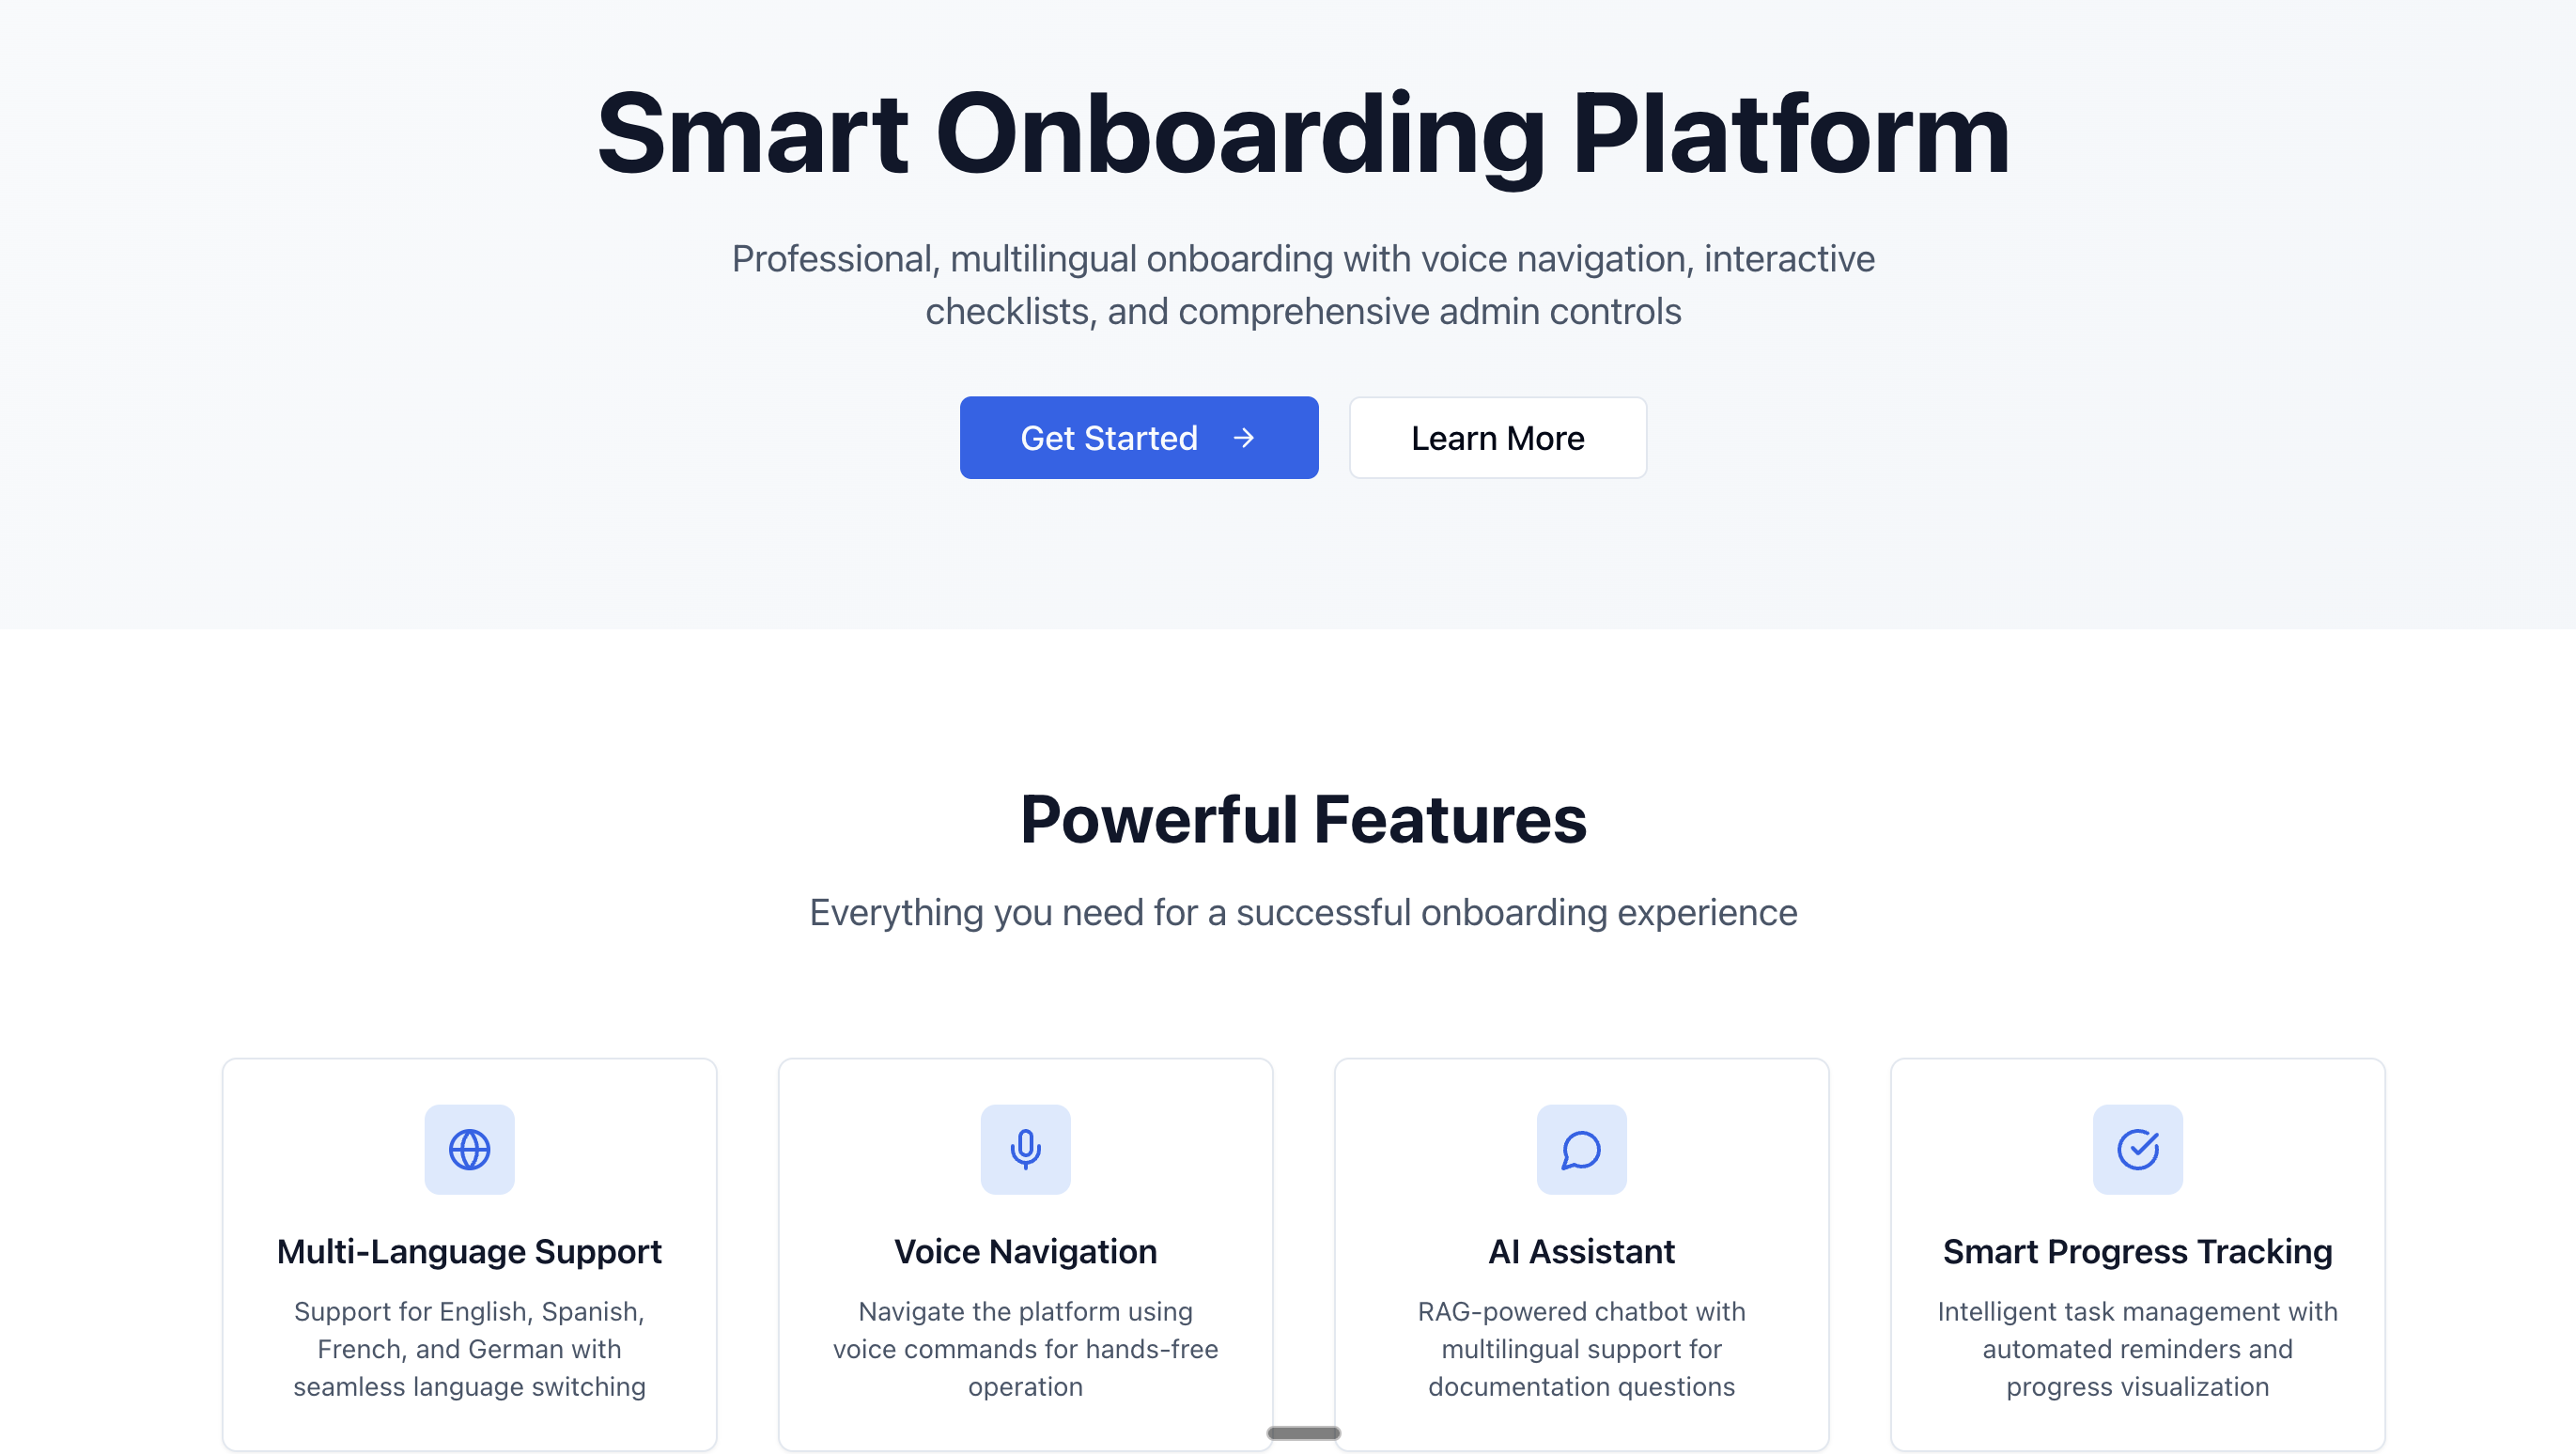 Smart Onboarding Platform
Professional, multilingual onboarding with voice navigation, interactive
checklists, and comprehensive admin controls
Get Started
Learn More
Powerful Features
Everything you need for a successful onboarding experience
Multi-Language Support
Support for English, Spanish,
French, and German with
seamless language switching
Voice Navigation
Navigate the platform using
voice commands for hands-free
operation
AI Assistant
RAG-powered chatbot with
multilingual support for
documentation questions
Smart Progress Tracking
Intelligent task management with
automated reminders and
progress visualization